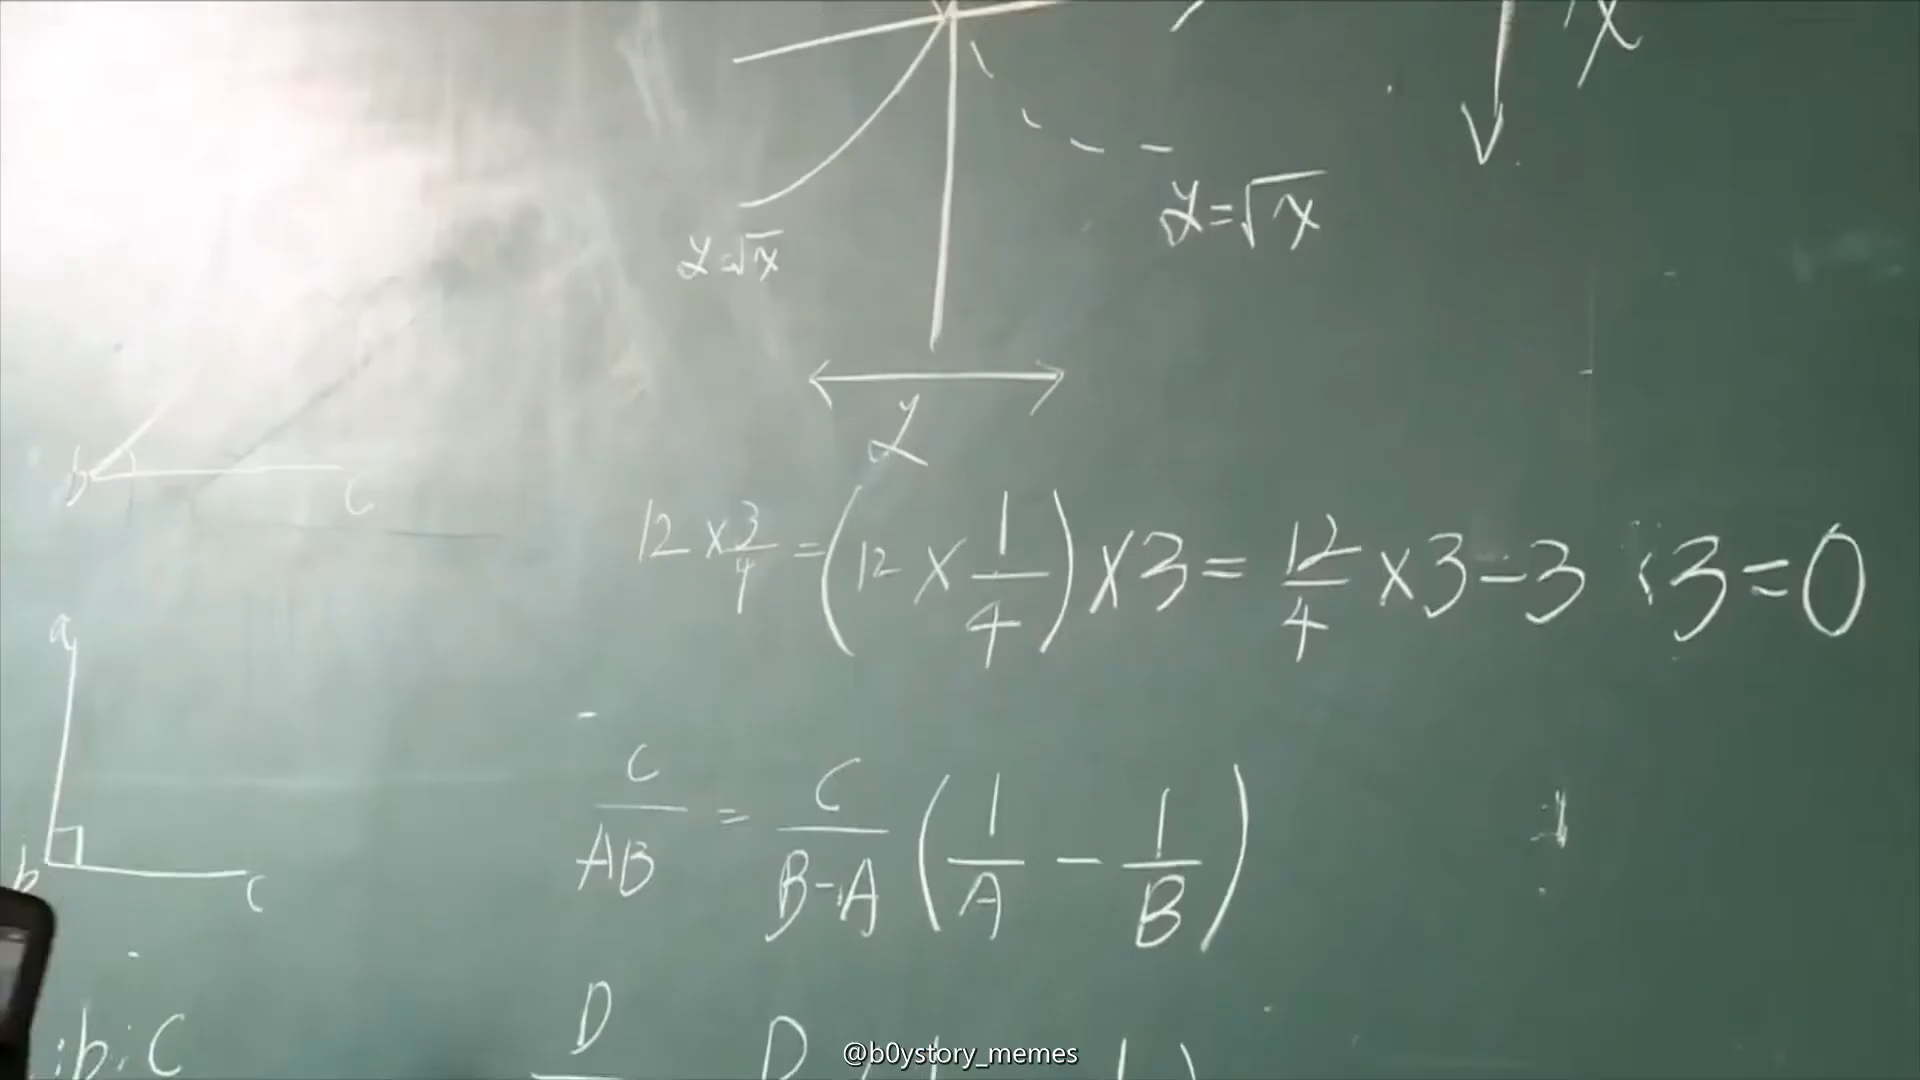 x
y=√x
y=√x
y
b c
12 × 3/4 = (12 × 1/4) × 3 = 12/4 × 3 - 3 : 3 = 0
a
b c
C/AB = C/B-A (1/A - 1/B)
:b:C
D D
@b0ystory_memes